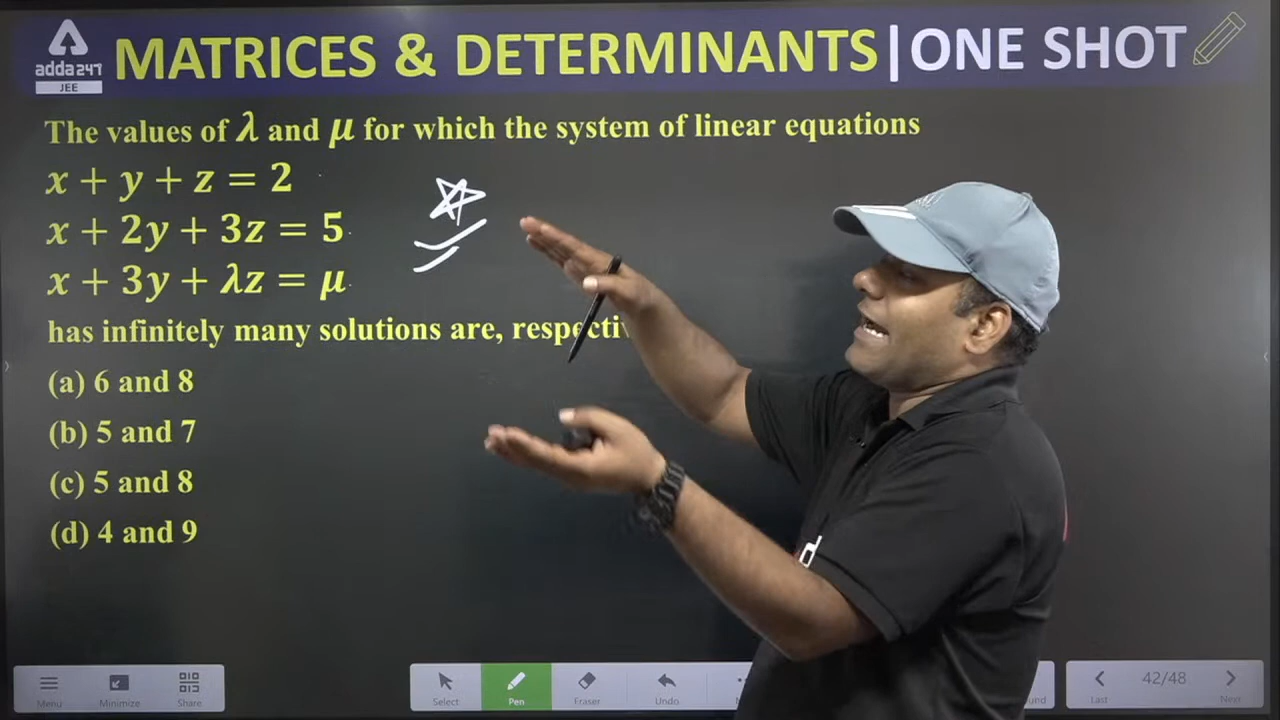 adda247
JEE
MATRICES & DETERMINANTS|ONE SHOT
The values of λ and μ for which the system of linear equations
x + y + z = 2
x + 2y + 3z = 5
x + 3y + λz = μ
has infinitely many solutions are,
(a) 6 and 8
(b) 5 and 7
(c) 5 and 8
(d) 4 and 9
Menu
Minimize
Share
Select
Pen
Eraser
Undo
Last
42/48
Next